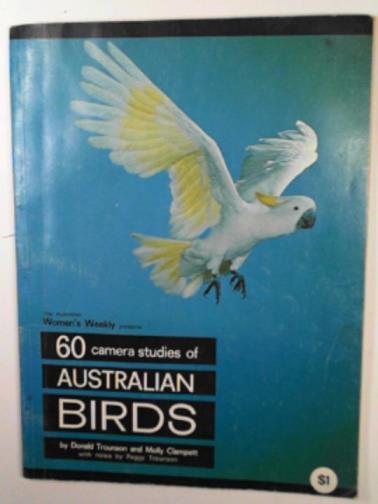 The Australian
Women's Weekly presents
60 camera studies of
AUSTRALIAN
BIRDS
by Donald Trounson and Molly Clampett
with notes by Peggy Trounson
$1